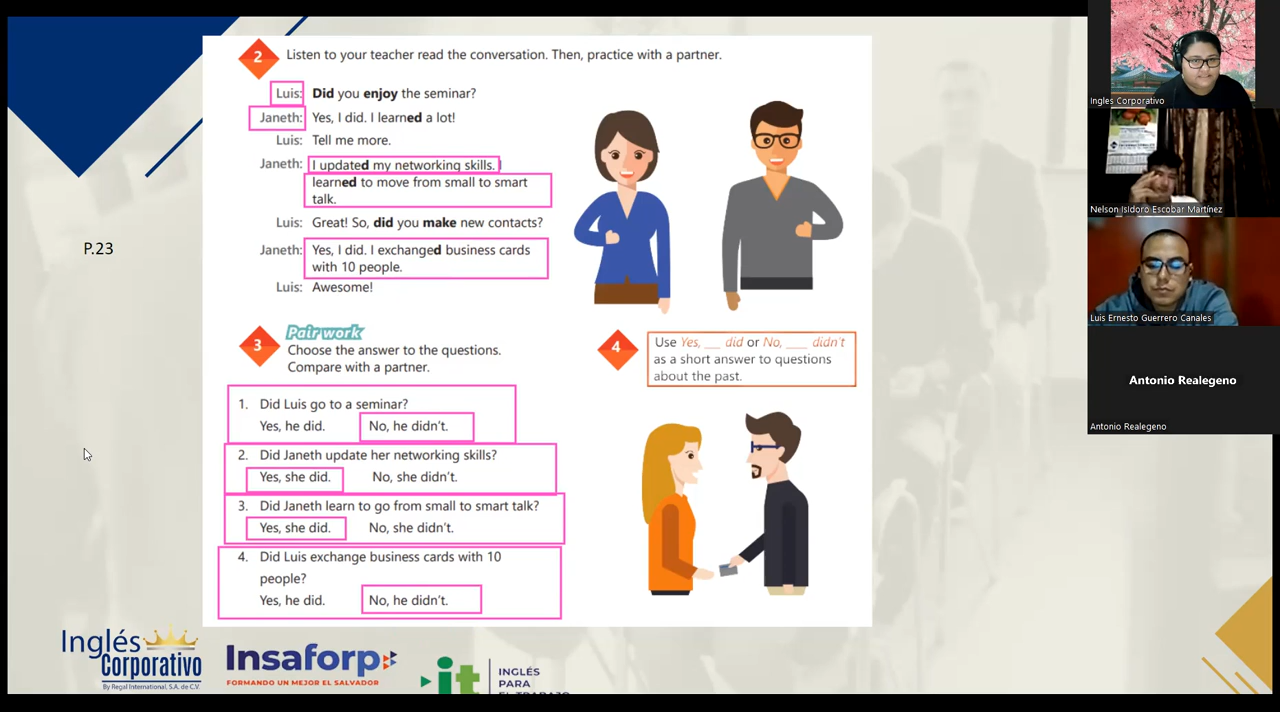 2 Listen to your teacher read the conversation. Then, practice with a partner.
Luis: Did you enjoy the seminar?
Janeth: Yes, I did. I learned a lot!
Luis: Tell me more.
Janeth: I updated my networking skills. I
learned to move from small to smart
talk.
Luis: Great! So, did you make new contacts?
Janeth: Yes, I did. I exchanged business cards
with 10 people.
Luis: Awesome!
P.23
3 Pair work
Choose the answer to the questions.
Compare with a partner.
1. Did Luis go to a seminar?
Yes, he did. No, he didn't.
2. Did Janeth update her networking skills?
Yes, she did. No, she didn't.
3. Did Janeth learn to go from small to smart talk?
Yes, she did. No, she didn't.
4. Did Luis exchange business cards with 10
people?
Yes, he did. No, he didn't.
4 Use Yes, __ did or No, ___ didn't
as a short answer to questions
about the past.
Inglés
Corporativo
By Regal International, S.A. de C.V.
Insaforp
FORMANDO UN MEJOR EL SALVADOR
it
INGLÉS
PARA
EL TRABAJO
Ingles Corporativo
Nelson Isidoro Escobar Martínez
Luis Ernesto Guerrero Canales
Antonio Realegeno
Antonio Realegeno